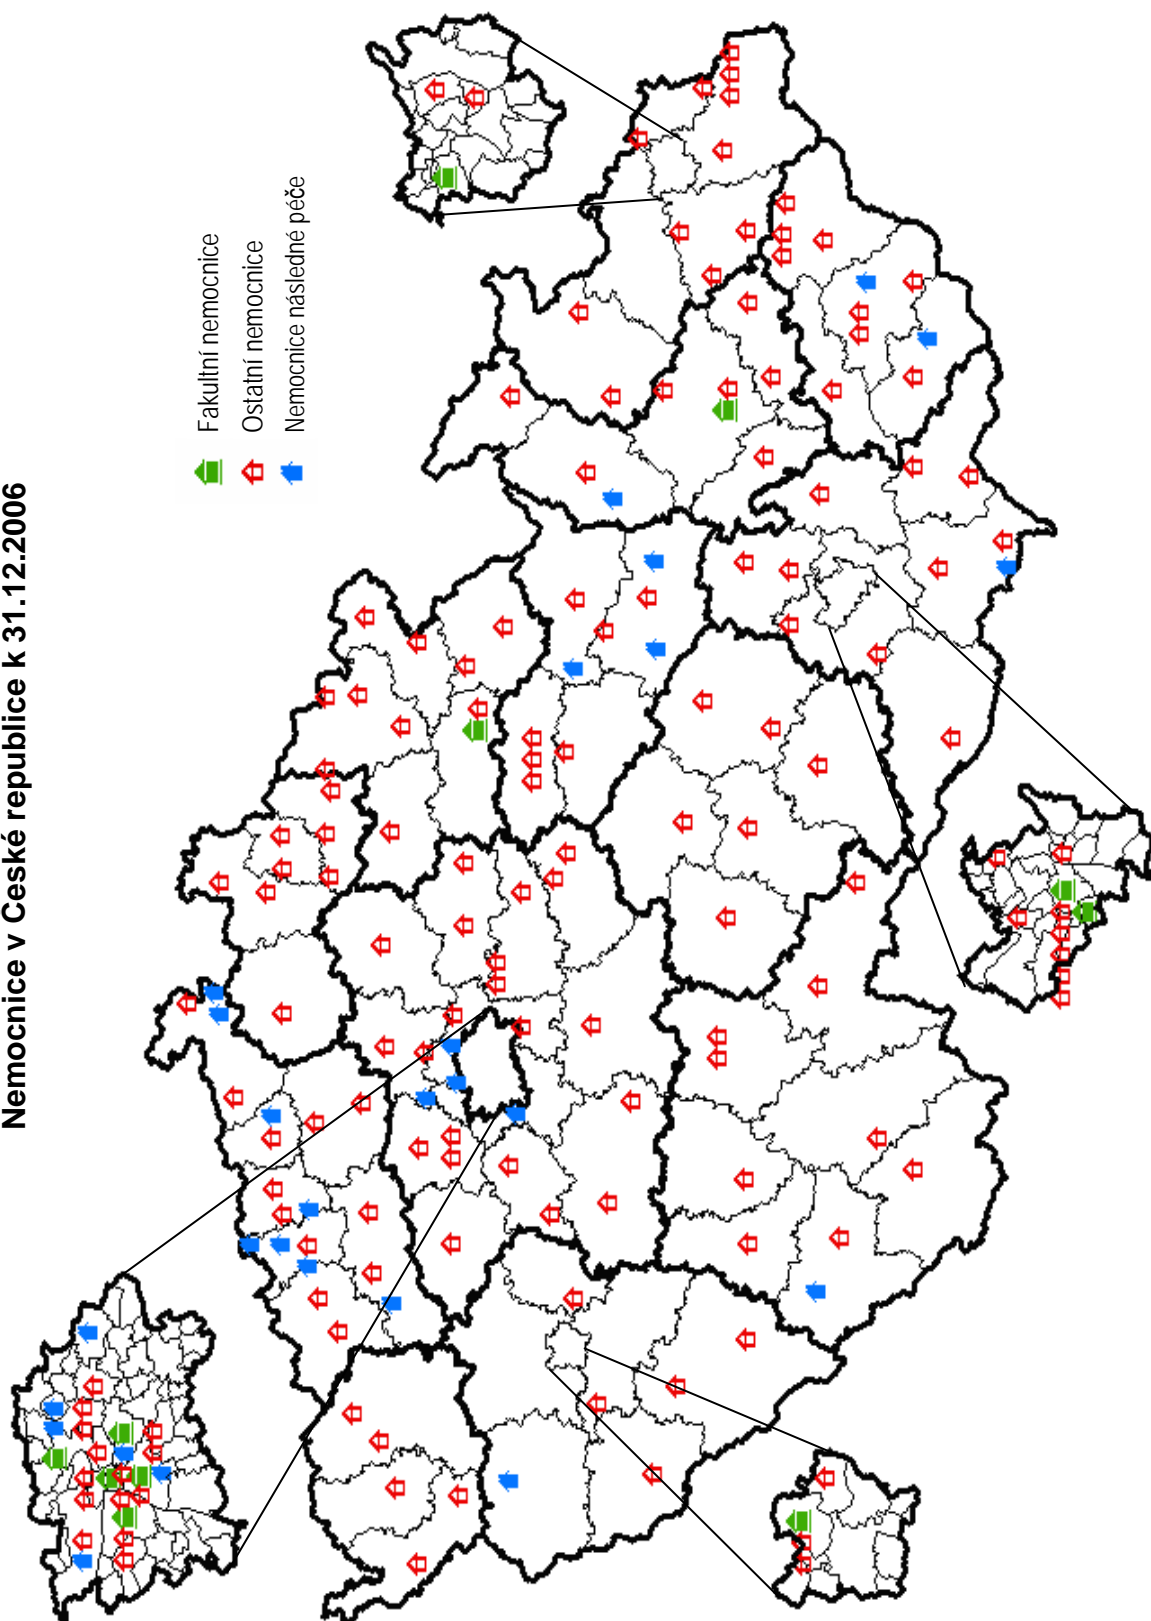 Nemocnice v České republice k 31.12.2006
Fakultní nemocnice
Ostatní nemocnice
Nemocnice následné péče